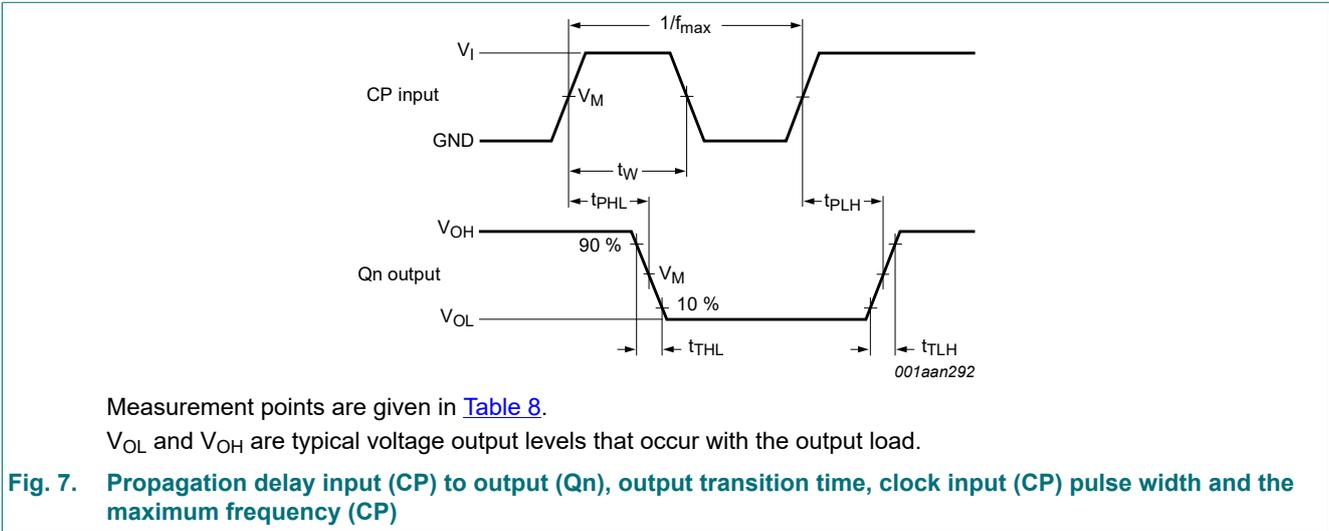 1/fmax
VI
CP input
VM
GND
tW
tPHL
tPLH
VOH
90 %
Qn output
VM
10 %
VOL
tTHL
tTLH
001aan292
Measurement points are given in Table 8.
VOL and VOH are typical voltage output levels that occur with the output load.
Fig. 7. Propagation delay input (CP) to output (Qn), output transition time, clock input (CP) pulse width and the
maximum frequency (CP)